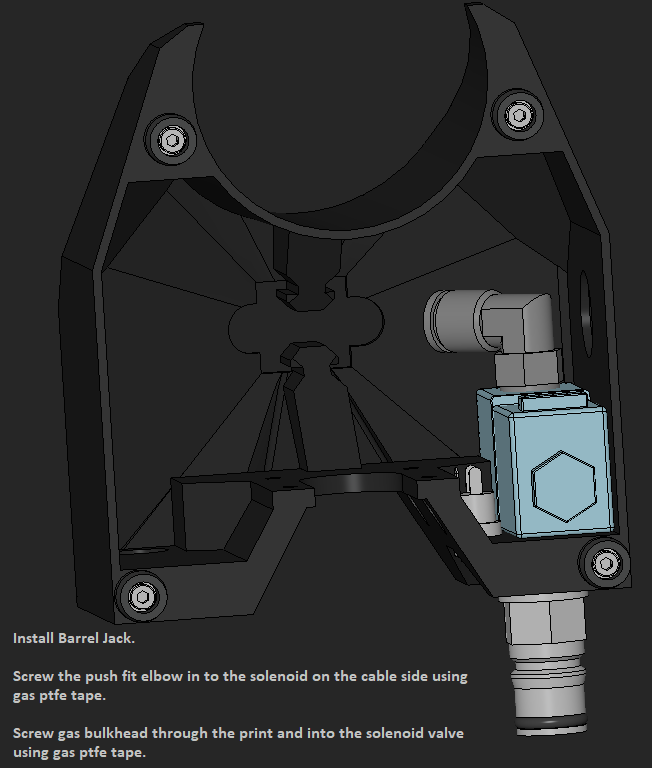 Install Barrel Jack.
Screw the push fit elbow in to the solenoid on the cable side using
gas ptfe tape.
Screw gas bulkhead through the print and into the solenoid valve
using gas ptfe tape.